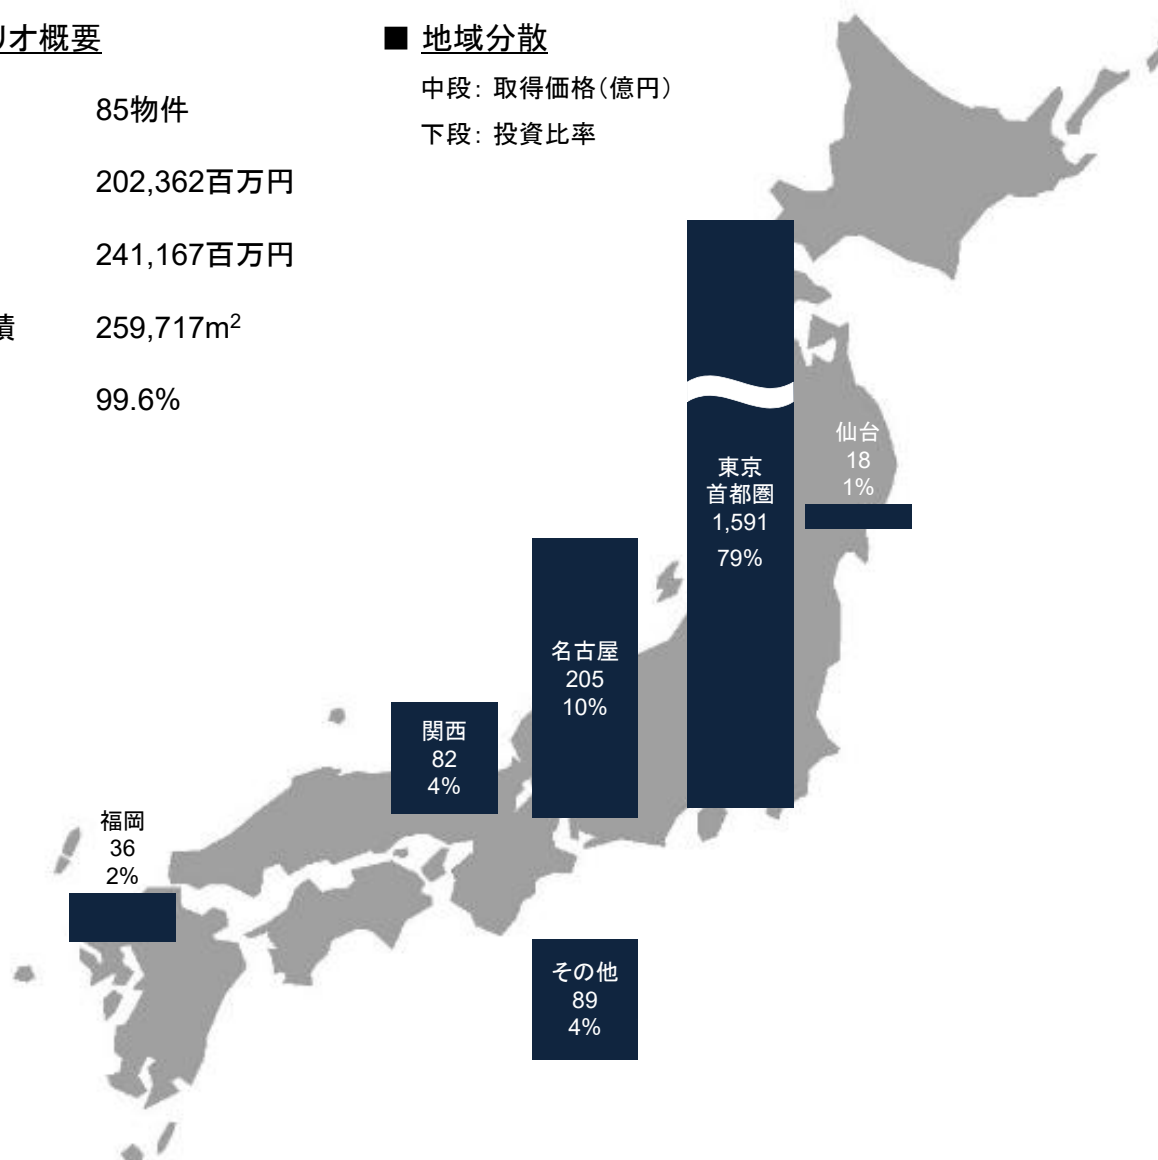 リオ概要
85物件
202,362百万円
241,167百万円
積 259,717m²
99.6%
■ 地域分散
中段: 取得価格(億円)
下段: 投資比率
仙台
18
1%
東京
首都圏
1,591
79%
名古屋
205
10%
関西
82
4%
福岡
36
2%
その他
89
4%